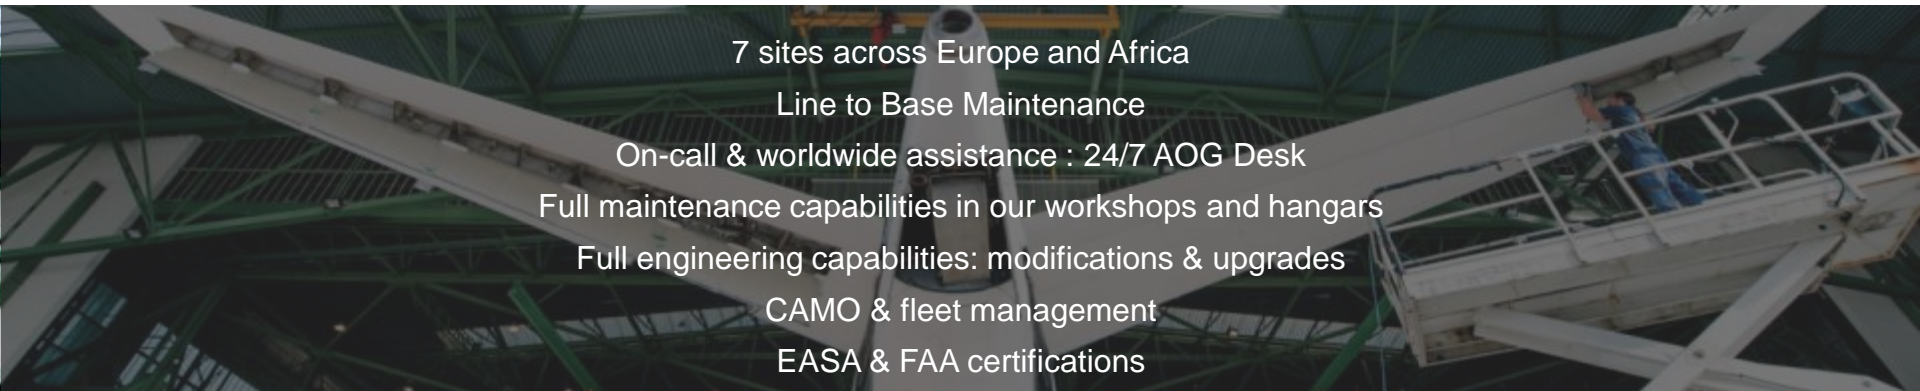 7 sites across Europe and Africa
Line to Base Maintenance
On-call & worldwide assistance : 24/7 AOG Desk
Full maintenance capabilities in our workshops and hangars
Full engineering capabilities: modifications & upgrades
CAMO & fleet management
EASA & FAA certifications